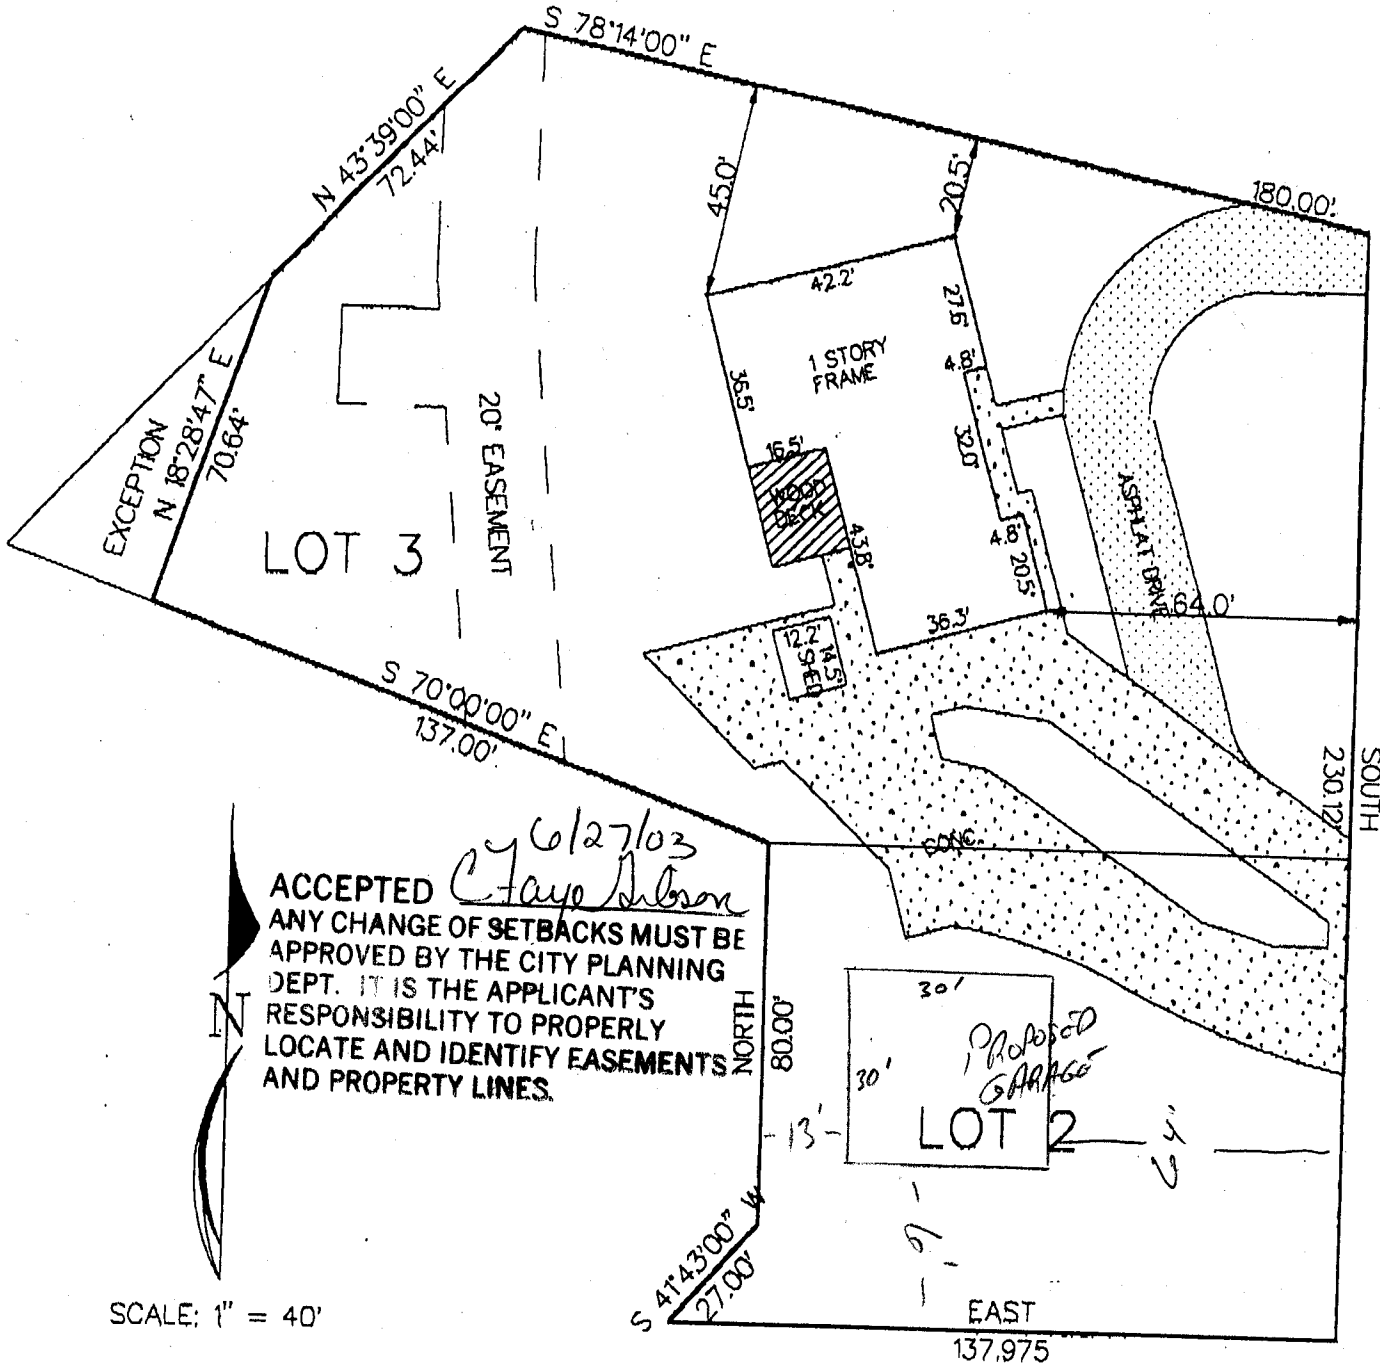 S 78°14'00" E
N 43°39'00" E
72.44'
45.0'
20.5'
180.00'
42.2'
27.6'
1 STORY
FRAME
4.8'
36.5'
EXCEPTION
N 18°28'47" E
70.64'
20' EASEMENT
16.5'
WOOD
DECK
32.0'
ASPHLAT DRIVE
LOT 3
43.8'
4.8'
20.5'
36.3'
64.0'
12.2'
14.5'
SHED
S 70°00'00" E
137.00'
SOUTH
230.12'
CONC.
6/27/03
ACCEPTED C Faye Gibson
ANY CHANGE OF SETBACKS MUST BE
APPROVED BY THE CITY PLANNING
DEPT. IT IS THE APPLICANT'S
RESPONSIBILITY TO PROPERLY
LOCATE AND IDENTIFY EASEMENTS
AND PROPERTY LINES.
N
NORTH
80.00'
30'
30'
PROPOSED
GARAGE
LOT 2
-13'-
64'
S 41°43'00" W
27.00'
SCALE: 1" = 40'
EAST
137.975